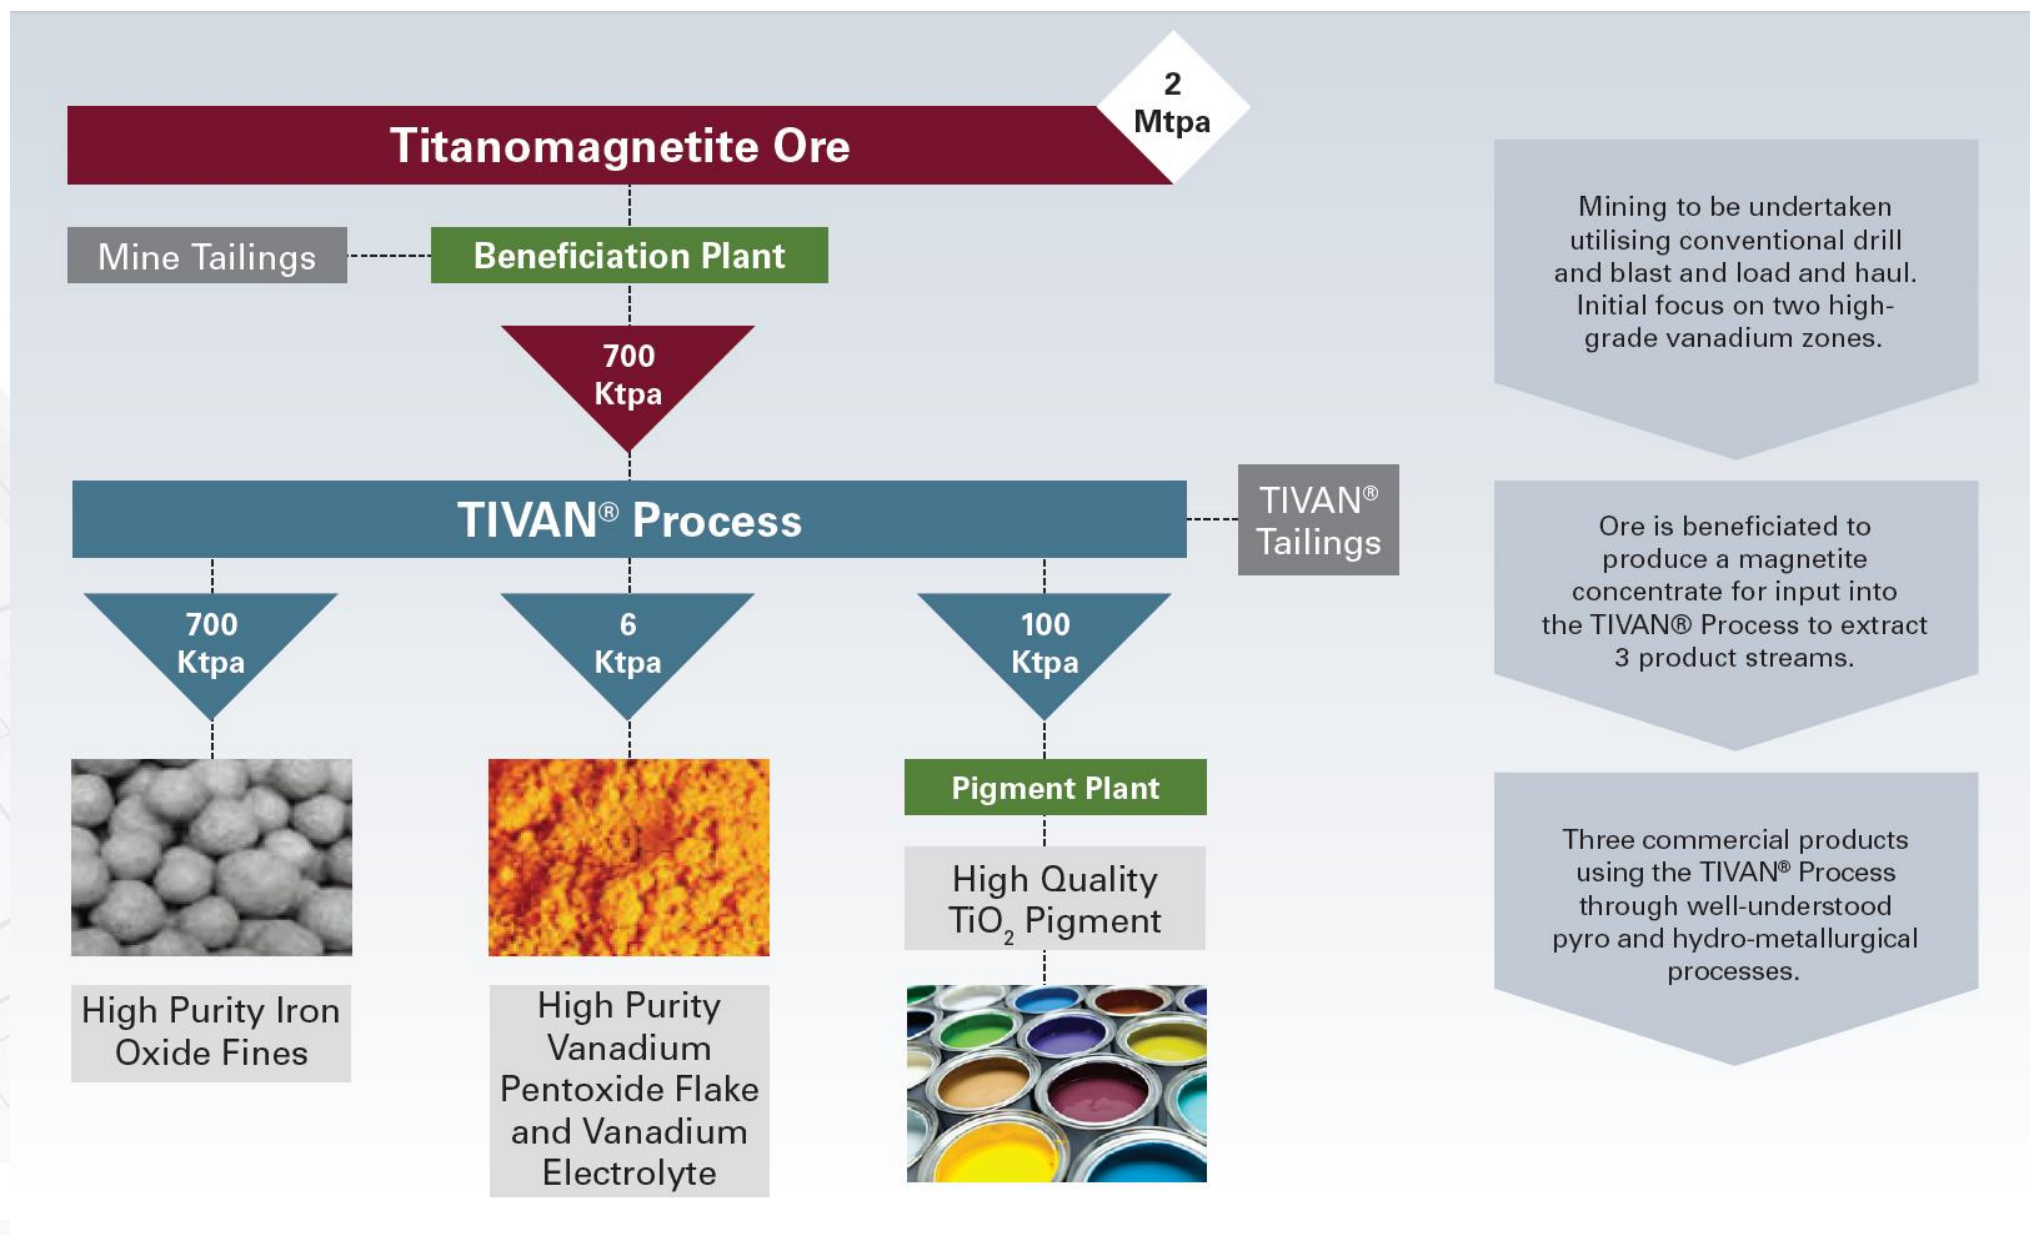 2
Mtpa
Titanomagnetite Ore
Mine Tailings
Beneficiation Plant
700
Ktpa
TIVAN® Process
TIVAN®
Tailings
700
Ktpa
6
Ktpa
100
Ktpa
High Purity Iron
Oxide Fines
High Purity
Vanadium
Pentoxide Flake
and Vanadium
Electrolyte
Pigment Plant
High Quality
TiO₂ Pigment
Mining to be undertaken
utilising conventional drill
and blast and load and haul.
Initial focus on two high-
grade vanadium zones.
Ore is beneficiated to
produce a magnetite
concentrate for input into
the TIVAN® Process to extract
3 product streams.
Three commercial products
using the TIVAN® Process
through well-understood
pyro and hydro-metallurgical
processes.